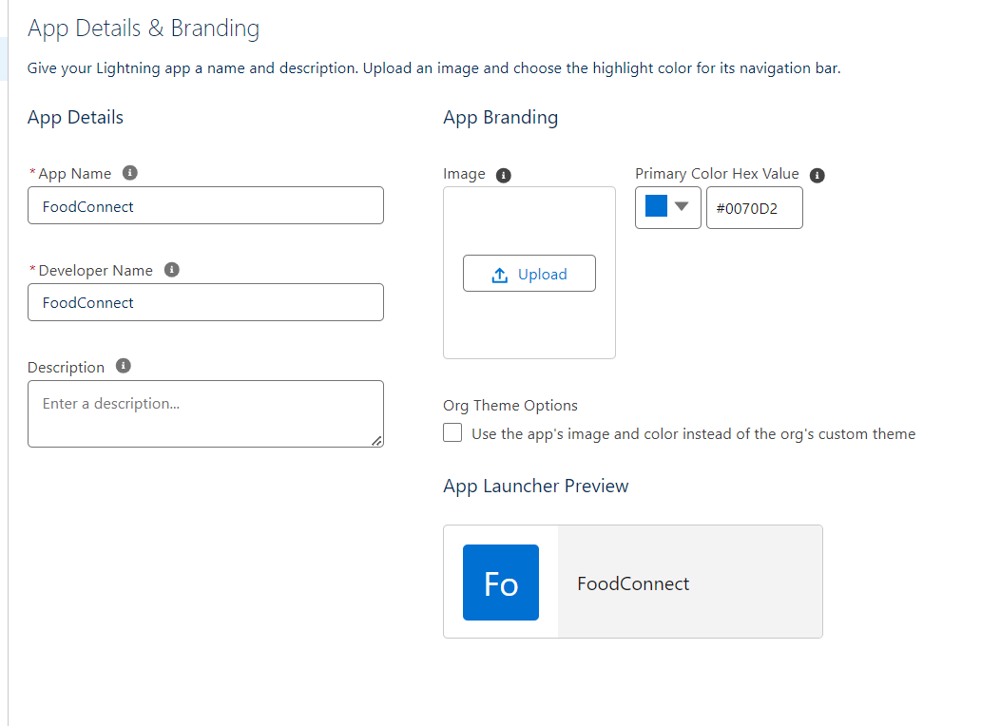 App Details & Branding
Give your Lightning app a name and description. Upload an image and choose the highlight color for its navigation bar.
App Details
*App Name
FoodConnect
*Developer Name
FoodConnect
Description
Enter a description...
App Branding
Image
Upload
Primary Color Hex Value
#0070D2
Org Theme Options
Use the app's image and color instead of the org's custom theme
App Launcher Preview
Fo
FoodConnect